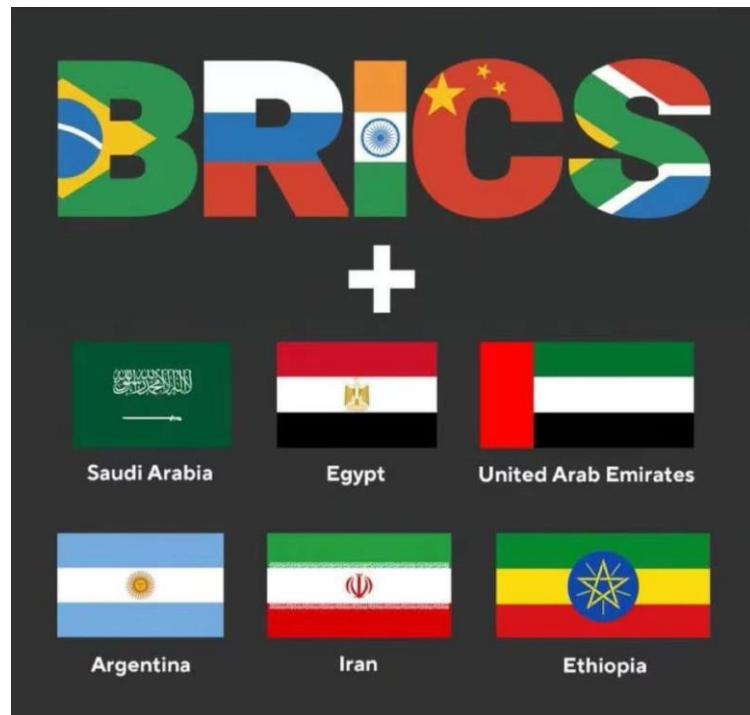 BRICS
+
Saudi Arabia
Egypt
United Arab Emirates
Argentina
Iran
Ethiopia